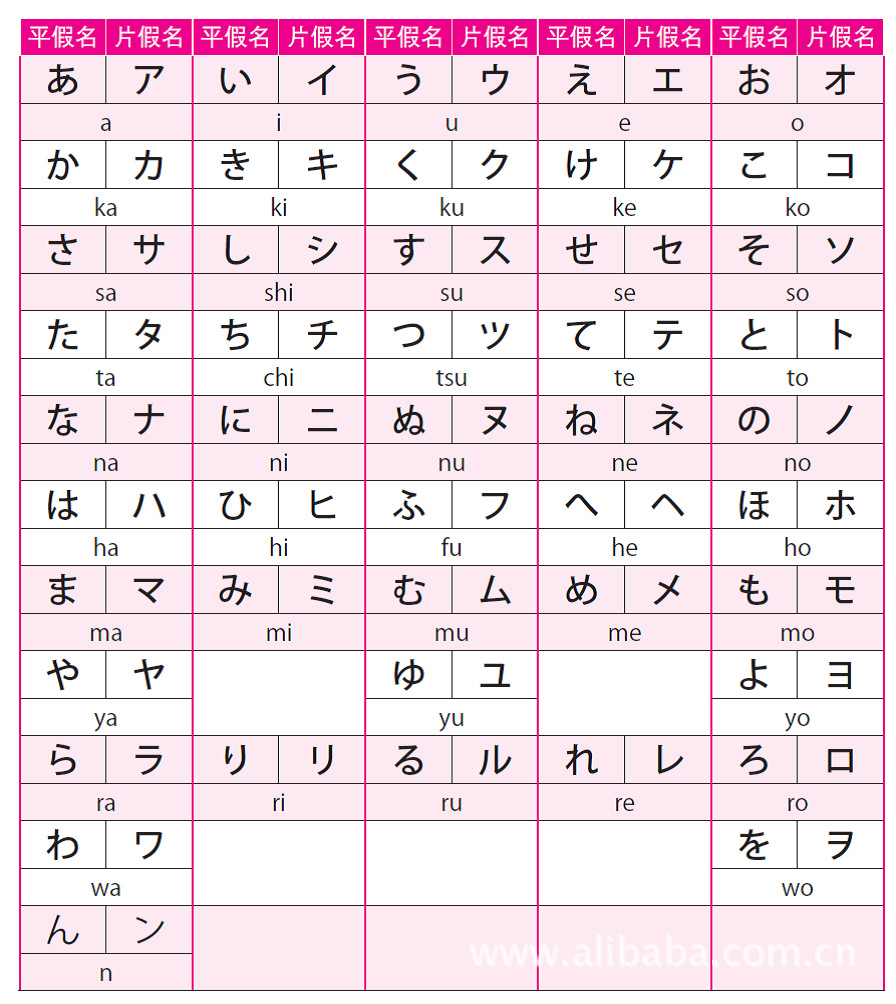 平假名 片假名 平假名 片假名 平假名 片假名 平假名 片假名 平假名 片假名
あ ア い イ う ウ え エ お オ
a i u e o
か カ き キ く ク け ケ こ コ
ka ki ku ke ko
さ サ し シ す ス せ セ そ ソ
sa shi su se so
た タ ち チ つ ツ て テ と ト
ta chi tsu te to
な ナ に ニ ぬ ヌ ね ネ の ノ
na ni nu ne no
は ハ ひ ヒ ふ フ へ ヘ ほ ホ
ha hi fu he ho
ま マ み ミ む ム め メ も モ
ma mi mu me mo
や ヤ ゆ ユ よ ヨ
ya yu yo
ら ラ り リ る ル れ レ ろ ロ
ra ri ru re ro
わ ワ を ヲ
wa wo
ん ン
n
www.alibaba.com.cn